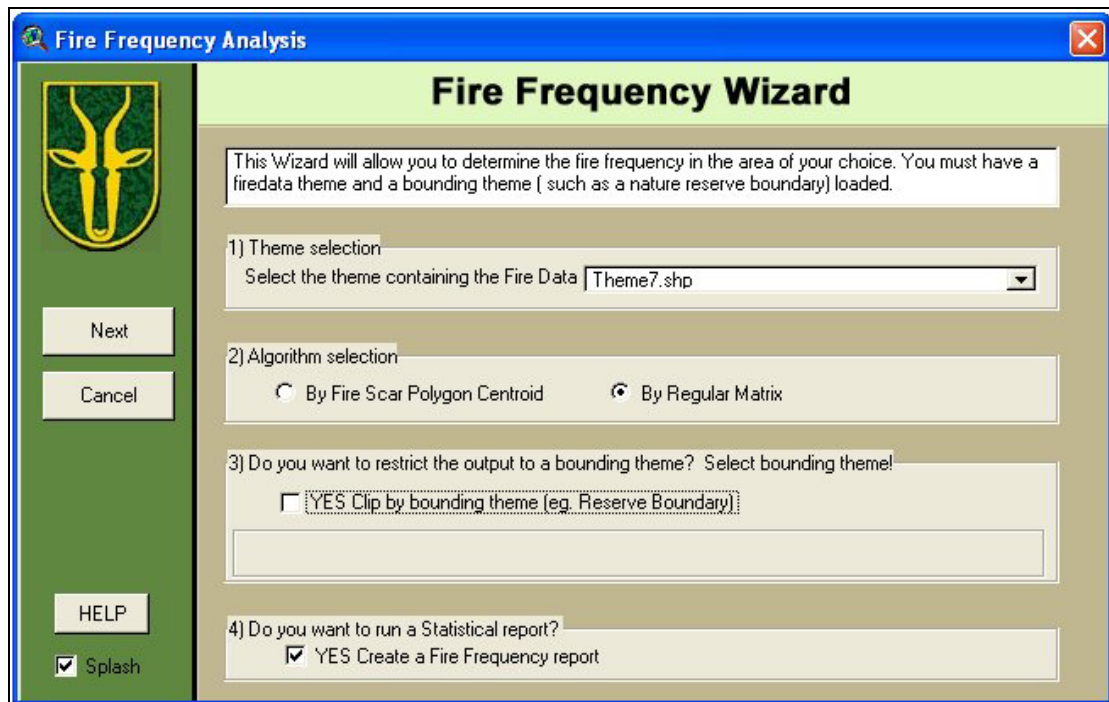 Fire Frequency Analysis
Fire Frequency Wizard
This Wizard will allow you to determine the fire frequency in the area of your choice. You must have a
firedata theme and a bounding theme ( such as a nature reserve boundary) loaded.
1) Theme selection
Select the theme containing the Fire Data Theme7.shp
Next
2) Algorithm selection
Cancel
By Fire Scar Polygon Centroid By Regular Matrix
3) Do you want to restrict the output to a bounding theme? Select bounding theme!
YES Clip by bounding theme (eg. Reserve Boundary)
HELP
4) Do you want to run a Statistical report?
YES Create a Fire Frequency report
Splash